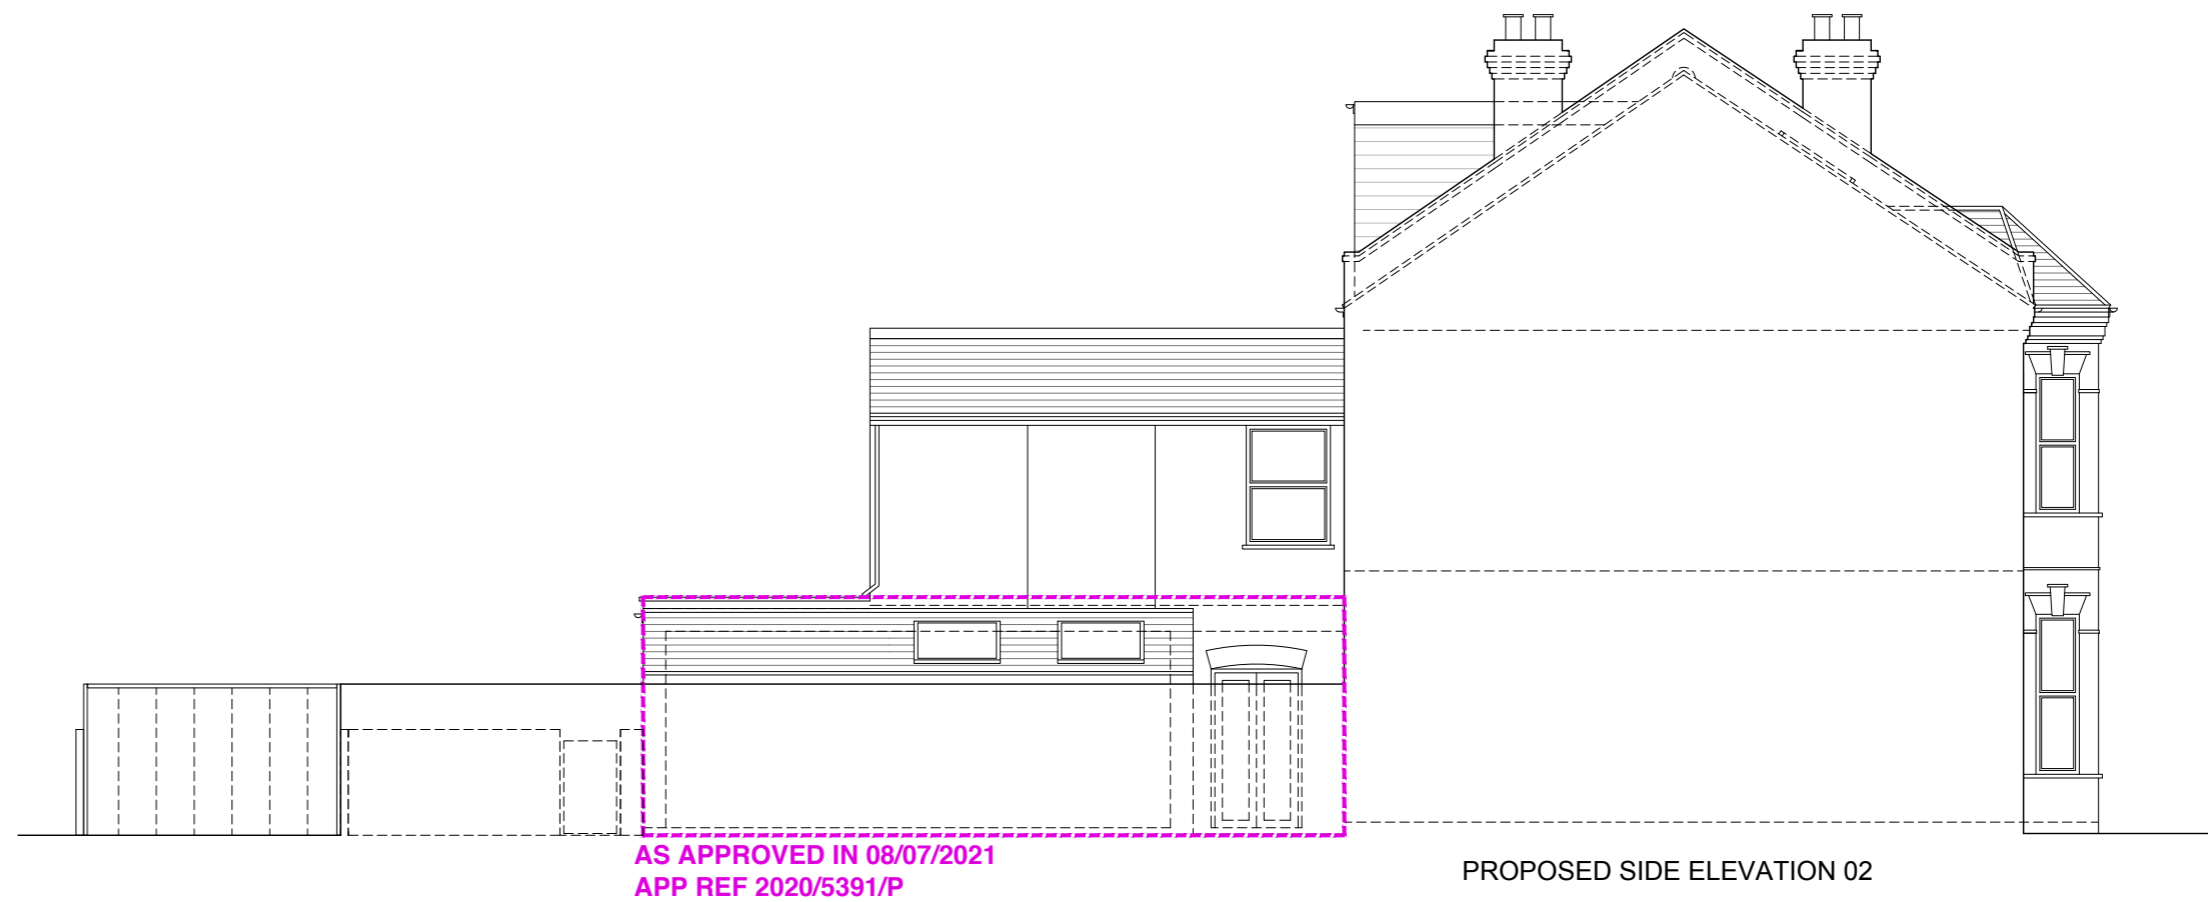 AS APPROVED IN 08/07/2021
APP REF 2020/5391/P
PROPOSED SIDE ELEVATION 02